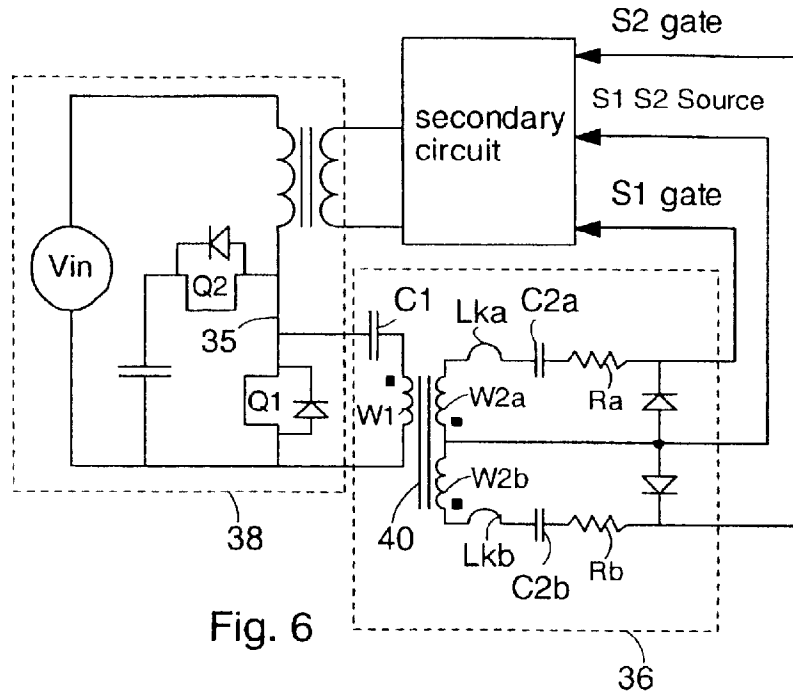 S2 gate
S1 S2 Source
secondary
circuit
S1 gate
Vin
Q2
35
C1
Lka
C2a
Q1
W1
W2a
Ra
W2b
38
40
Lkb
C2b
Rb
Fig. 6
36